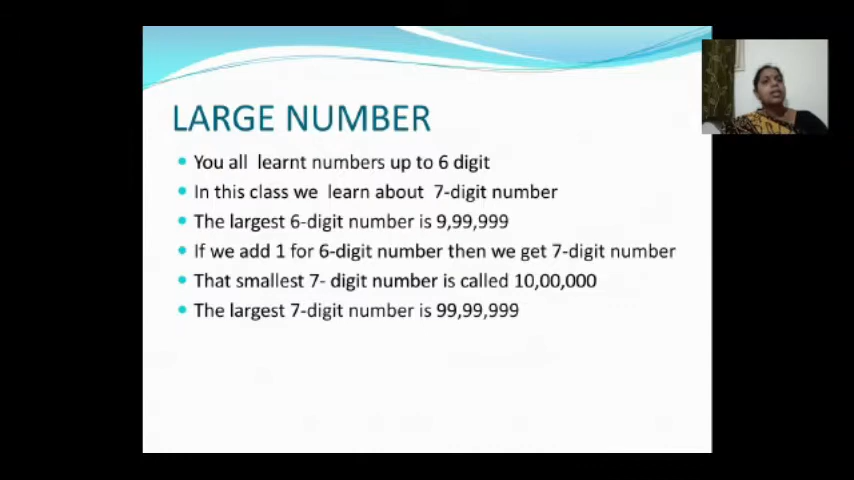 LARGE NUMBER
You all learnt numbers up to 6 digit
In this class we learn about 7-digit number
The largest 6-digit number is 9,99,999
If we add 1 for 6-digit number then we get 7-digit number
That smallest 7- digit number is called 10,00,000
The largest 7-digit number is 99,99,999